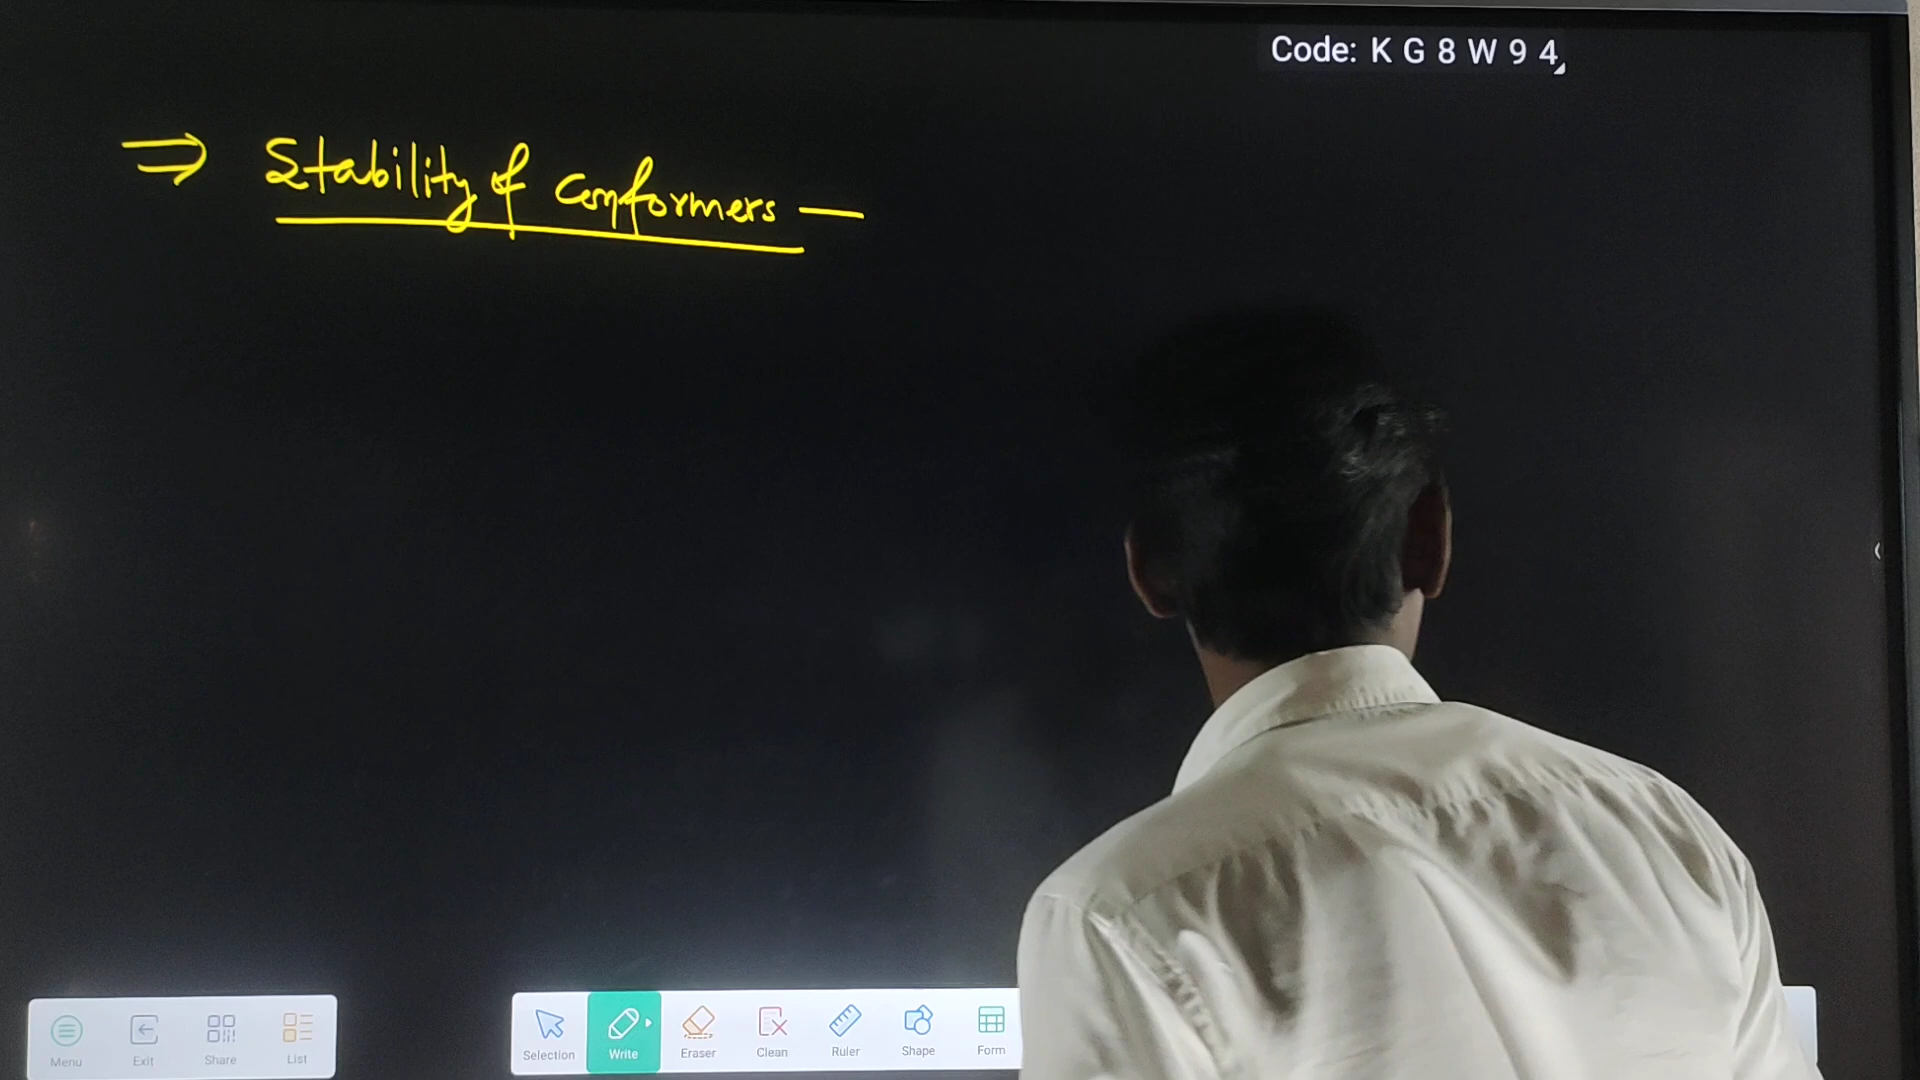 Code: K G 8 W 9 4
⇒ Stability of conformers —
Menu Exit Share List
Selection Write Eraser Clean Ruler Shape Form